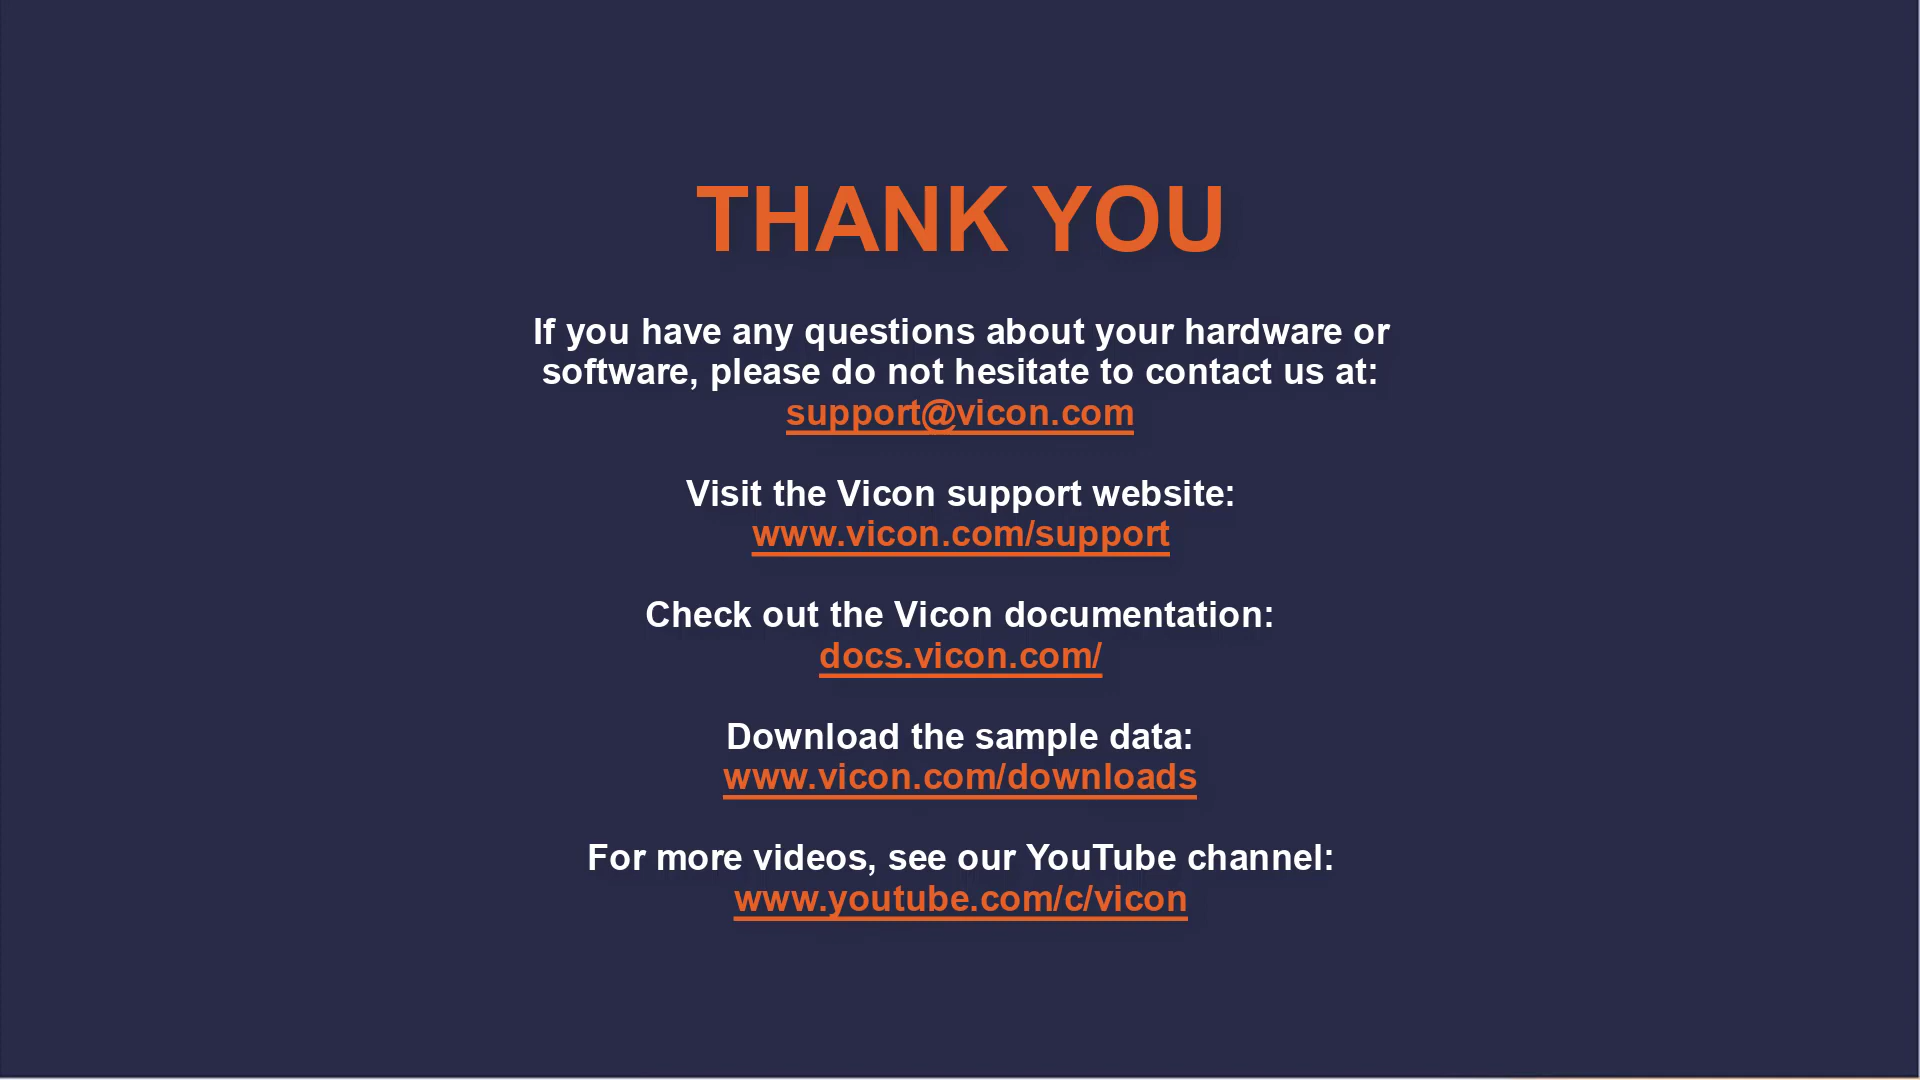 THANK YOU
If you have any questions about your hardware or
software, please do not hesitate to contact us at:
support@vicon.com
Visit the Vicon support website:
www.vicon.com/support
Check out the Vicon documentation:
docs.vicon.com/
Download the sample data:
www.vicon.com/downloads
For more videos, see our YouTube channel:
www.youtube.com/c/vicon